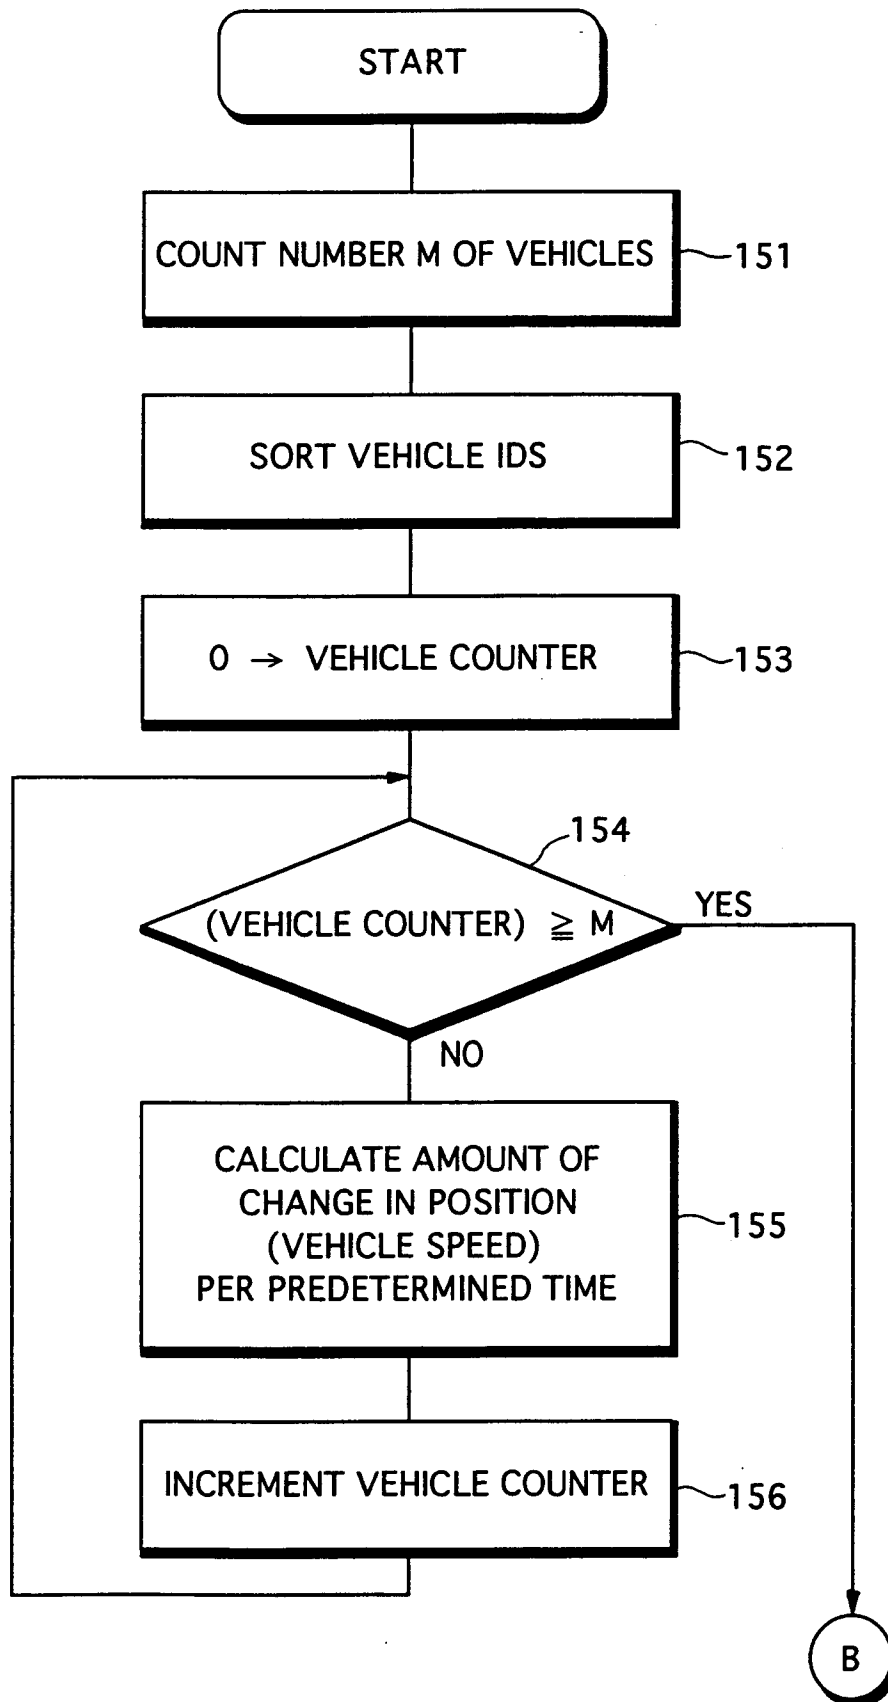 START
COUNT NUMBER M OF VEHICLES
151
SORT VEHICLE IDS
152
0 → VEHICLE COUNTER
153
154
(VEHICLE COUNTER) ≧ M
YES
NO
CALCULATE AMOUNT OF
CHANGE IN POSITION
(VEHICLE SPEED)
PER PREDETERMINED TIME
155
INCREMENT VEHICLE COUNTER
156
B